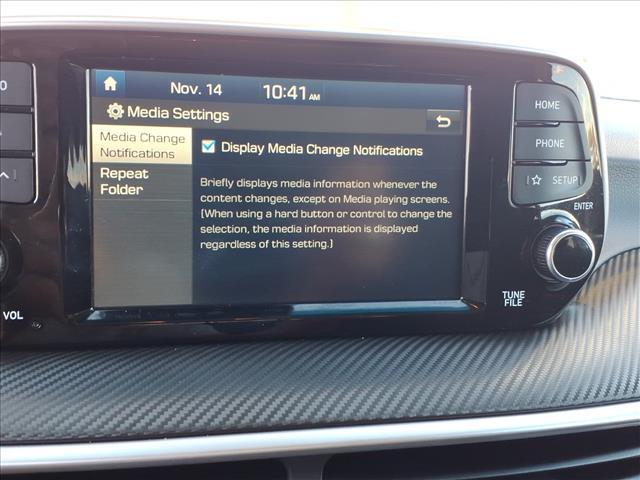 Nov. 14 10:41 AM
Media Settings
Media Change
Notifications
Repeat
Folder
Display Media Change Notifications
Briefly displays media information whenever the
content changes, except on Media playing screens.
(When using a hard button or control to change the
selection, the media information is displayed
regardless of this setting.)
HOME
PHONE
SETUP
ENTER
TUNE
FILE
VOL